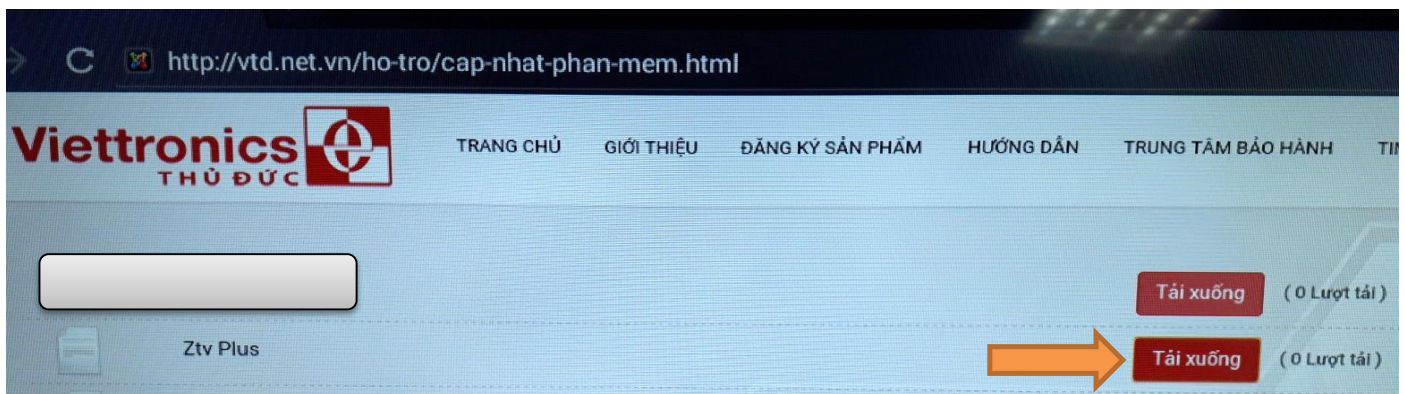 http://vtd.net.vn/ho-tro/cap-nhat-phan-mem.html
Viettronics
THỦ ĐỨC
TRANG CHỦ GIỚI THIỆU ĐĂNG KÝ SẢN PHẨM HƯỚNG DẪN TRUNG TÂM BẢO HÀNH
Tải xuống ( 0 Lượt tải )
Ztv Plus Tải xuống ( 0 Lượt tải )